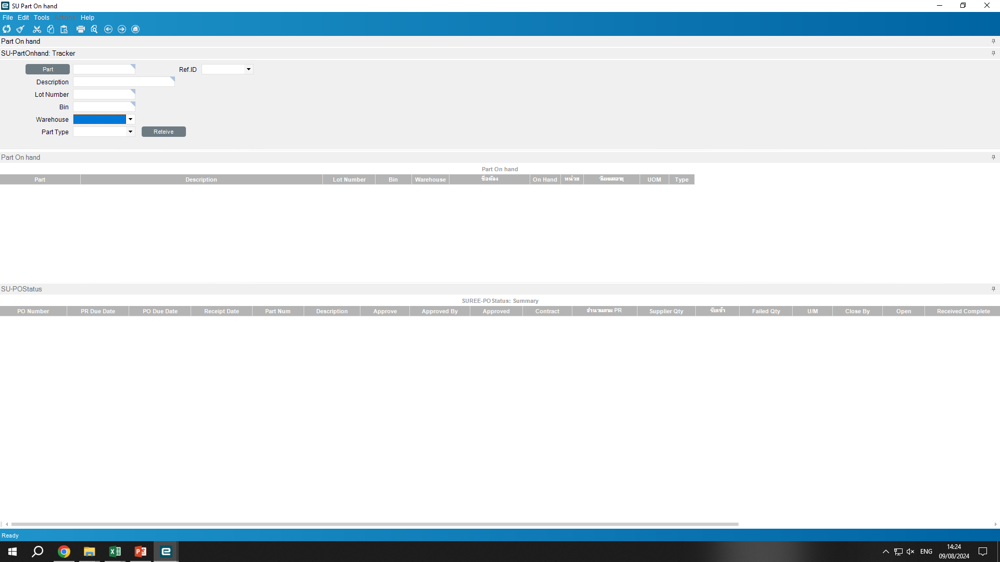 SU Part On hand
File Edit Tools Actions Help
Part On hand
SU-PartOnhand: Tracker
Part Ref.ID
Description
Lot Number
Bin
Warehouse
Part Type Reteive
Part On hand
Part On hand
Part Description Lot Number Bin Warehouse ชื่อคลัง On Hand หน่วย วันหมดอายุ UOM Type
SU-POStatus
SUREE-POStatus: Summary
PO Number PR Due Date PO Due Date Receipt Date Part Num Description Approve Approved By Approved Contract จำนวนตาม PR Supplier Qty รับเข้า Failed Qty U/M Close By Open Received Complete
Ready
ENG 14:24
09/08/2024